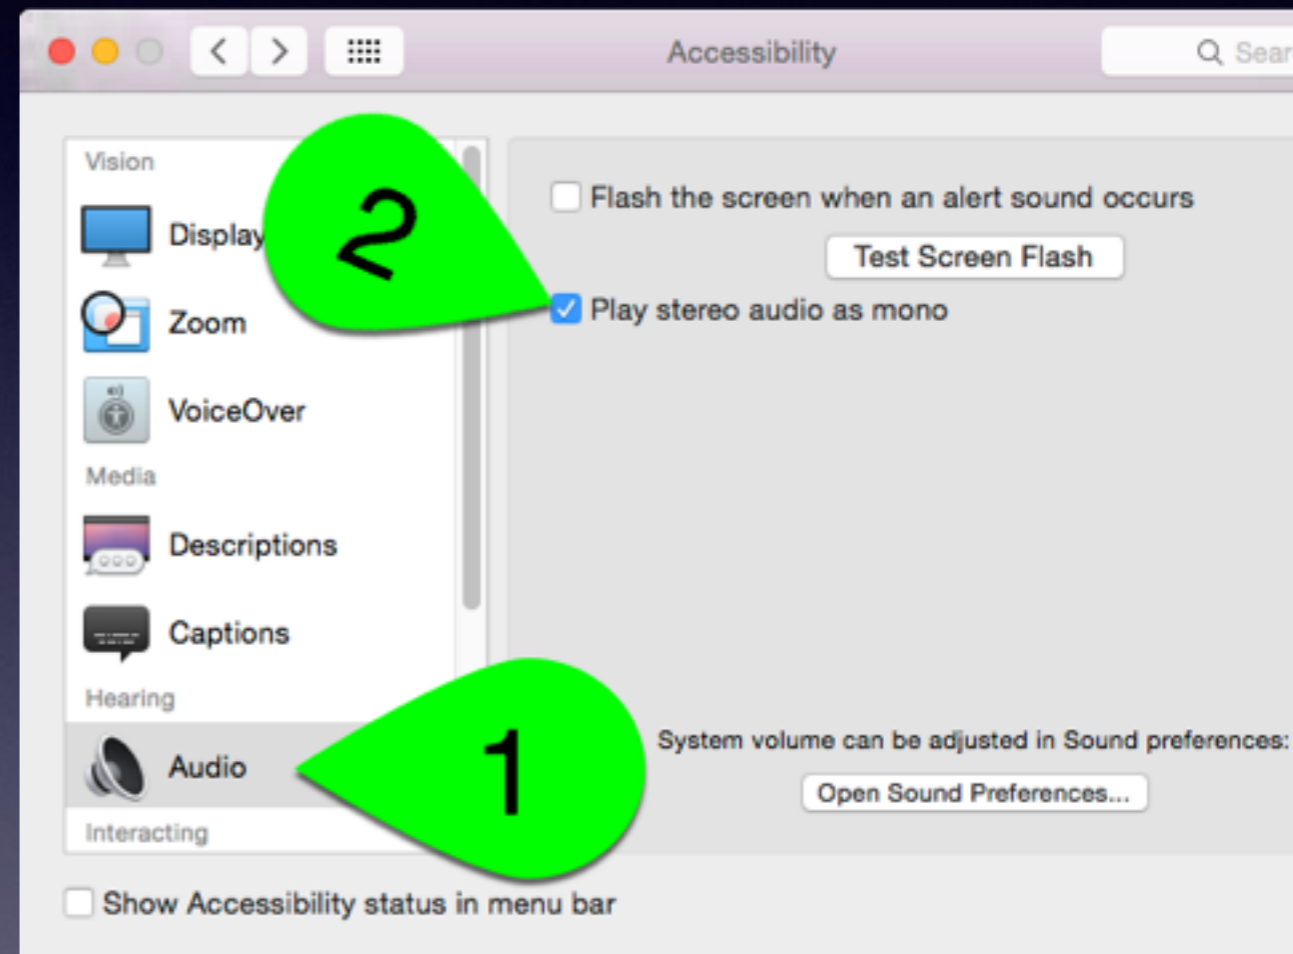 Accessibility
Sear
Vision
Display
Zoom
VoiceOver
Media
Descriptions
Captions
Hearing
Audio
Interacting
2
1
Flash the screen when an alert sound occurs
Test Screen Flash
Play stereo audio as mono
System volume can be adjusted in Sound preferences:
Open Sound Preferences...
Show Accessibility status in menu bar